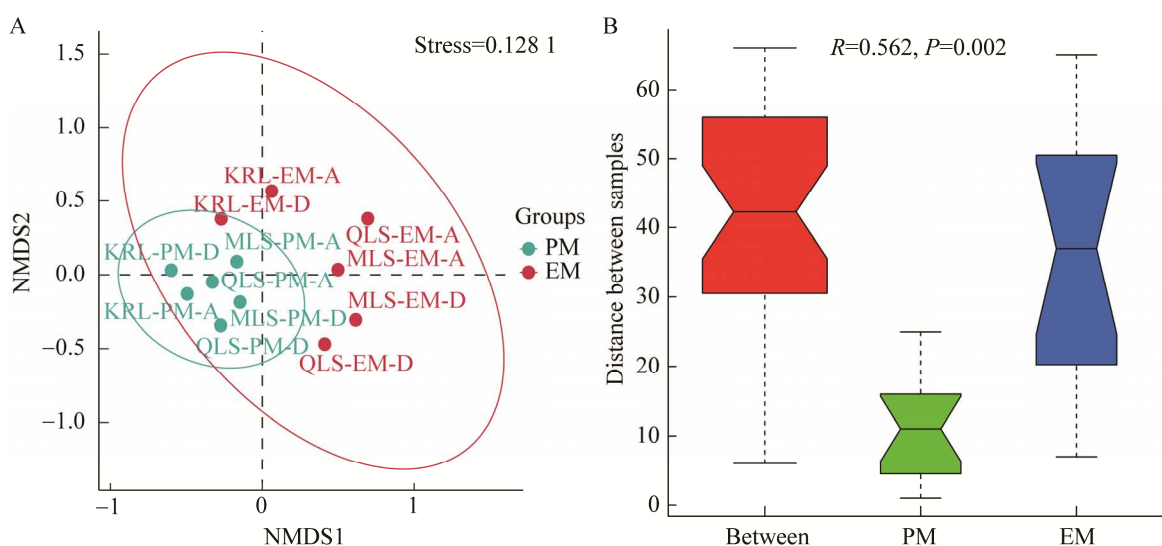 A
Stress=0.128 1
1.5
1.0
0.5
0.0
−0.5
−1.0
NMDS2
KRL-EM-A
KRL-EM-D
QLS-EM-A
MLS-PM-A
MLS-EM-A
KRL-PM-D
QLS-PM-A
MLS-EM-D
KRL-PM-A
MLS-PM-D
QLS-PM-D
QLS-EM-D
−1
0
1
NMDS1
Groups
PM
EM
B
R=0.562, P=0.002
60
50
40
30
20
10
0
Distance between samples
Between
PM
EM